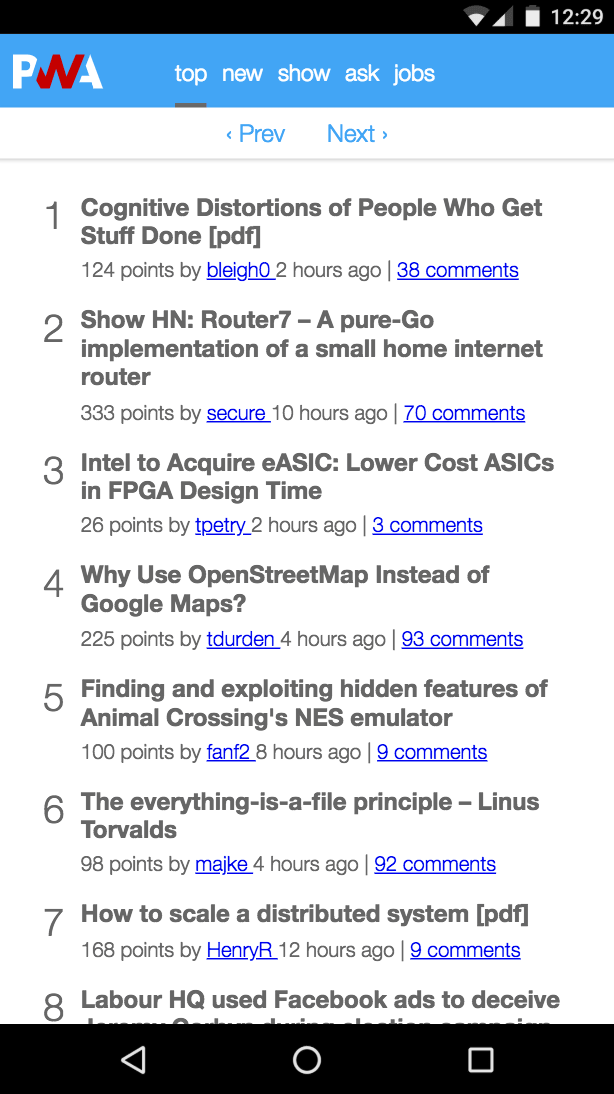 12:29
PWA
top new show ask jobs
‹ Prev Next ›
1 Cognitive Distortions of People Who Get
Stuff Done [pdf]
124 points by bleigh0 2 hours ago | 38 comments
2 Show HN: Router7 – A pure-Go
implementation of a small home internet
router
333 points by secure 10 hours ago | 70 comments
3 Intel to Acquire eASIC: Lower Cost ASICs
in FPGA Design Time
26 points by tpetry 2 hours ago | 3 comments
4 Why Use OpenStreetMap Instead of
Google Maps?
225 points by tdurden 4 hours ago | 93 comments
5 Finding and exploiting hidden features of
Animal Crossing's NES emulator
100 points by fanf2 8 hours ago | 9 comments
6 The everything-is-a-file principle – Linus
Torvalds
98 points by majke 4 hours ago | 92 comments
7 How to scale a distributed system [pdf]
168 points by HenryR 12 hours ago | 9 comments
8 Labour HQ used Facebook ads to deceive
Jeremy Corbyn during election campaign